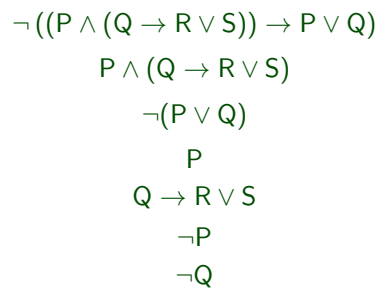 ¬ ((P ∧ (Q → R ∨ S)) → P ∨ Q)
P ∧ (Q → R ∨ S)
¬(P ∨ Q)
P
Q → R ∨ S
¬P
¬Q